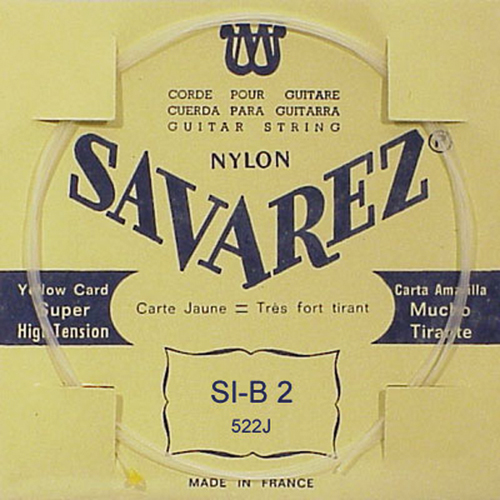 CORDE POUR GUITARE
CUERDA PARA GUITARRA
GUITAR STRING
NYLON
SAVAREZ
Yellow Card
Super
High Tension
Carte Jaune = Très fort tirant
Carta Amarilla
Mucho
Tirante
SI-B 2
522J
MADE IN FRANCE